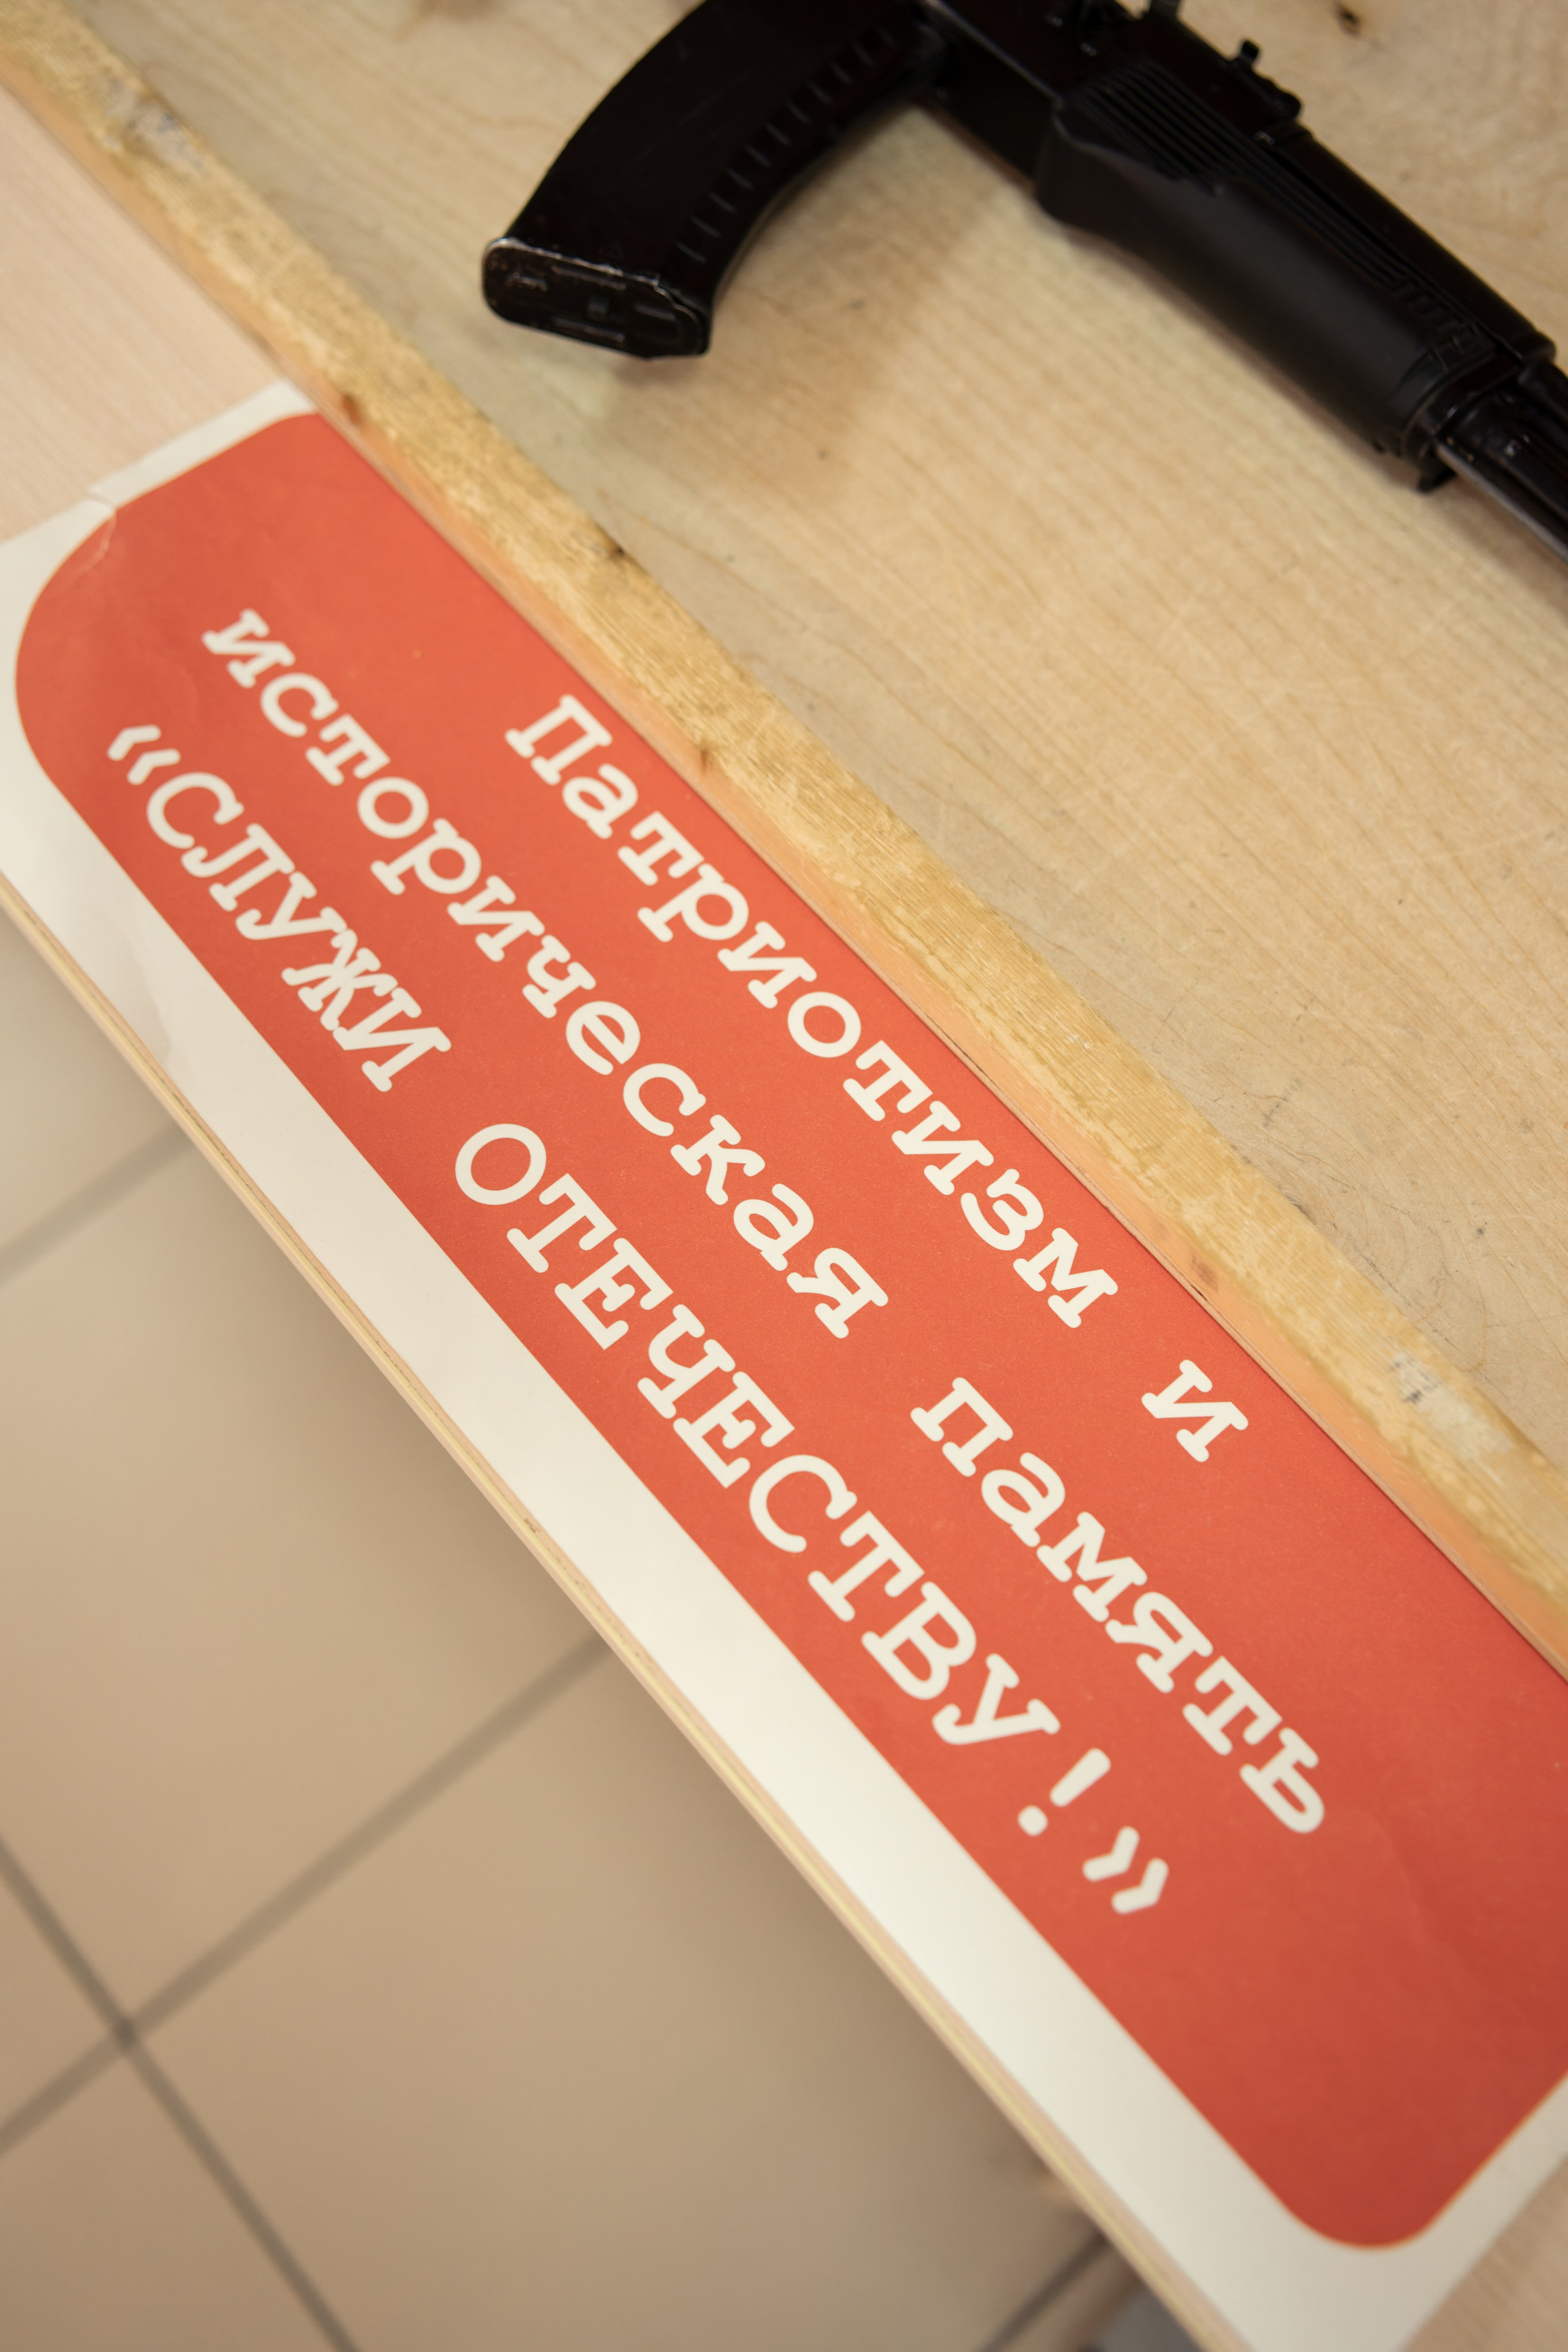 Патриотизм и
историческая память
«СЛУЖИ ОТЕЧЕСТВУ!»